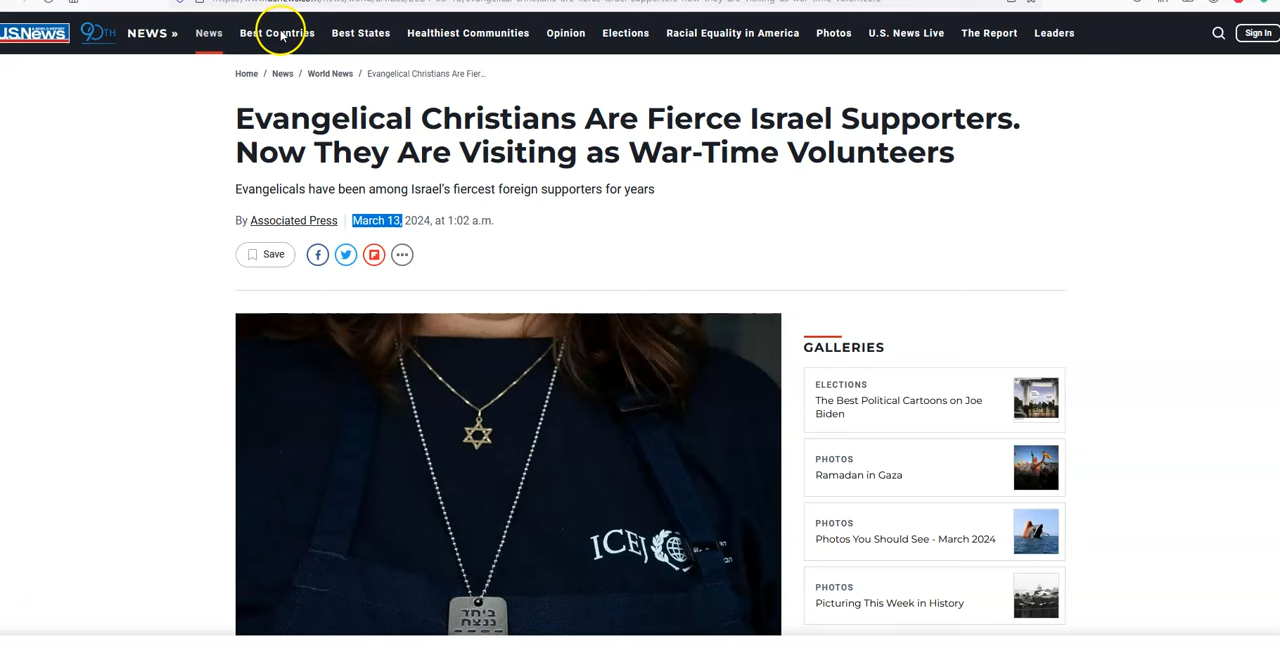 U.S.News 90TH NEWS » News Best Countries Best States Healthiest Communities Opinion Elections Racial Equality in America Photos U.S. News Live The Report Leaders Sign In
Home / News / World News / Evangelical Christians Are Fier...
Evangelical Christians Are Fierce Israel Supporters.
Now They Are Visiting as War-Time Volunteers
Evangelicals have been among Israel's fiercest foreign supporters for years
By Associated Press | March 13, 2024, at 1:02 a.m.
Save
ICEJ
ביחד
ננצח
GALLERIES
ELECTIONS
The Best Political Cartoons on Joe
Biden
PHOTOS
Ramadan in Gaza
PHOTOS
Photos You Should See - March 2024
PHOTOS
Picturing This Week in History